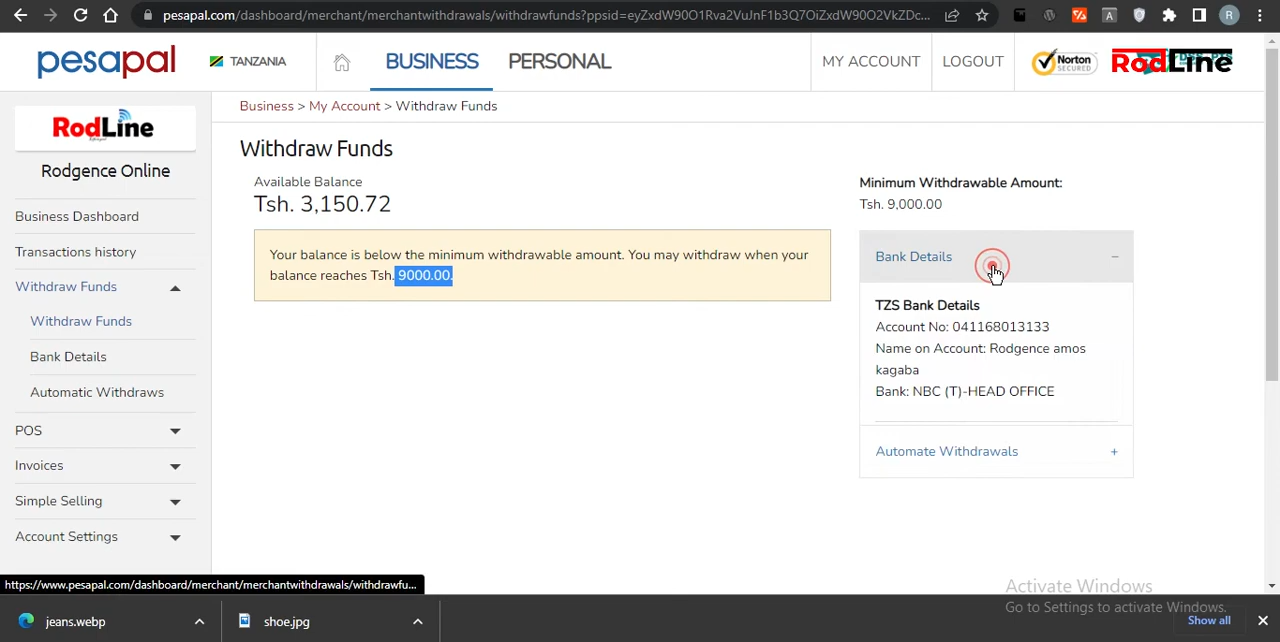 pesapal.com/dashboard/merchant/merchantwithdrawals/withdrawfunds?ppsid=eyZxdW90O1Rva2VuJnF1b3Q7OiZxdW90O2VkZDc...
pesapal
TANZANIA
BUSINESS
PERSONAL
MY ACCOUNT
LOGOUT
Norton
SECURED
RodLine
Business > My Account > Withdraw Funds
RodLine
Rodgence Online
Business Dashboard
Transactions history
Withdraw Funds
Withdraw Funds
Bank Details
Automatic Withdraws
POS
Invoices
Simple Selling
Account Settings
Withdraw Funds
Available Balance
Tsh. 3,150.72
Your balance is below the minimum withdrawable amount. You may withdraw when your
balance reaches Tsh. 9000.00.
Minimum Withdrawable Amount:
Tsh. 9,000.00
Bank Details
TZS Bank Details
Account No: 041168013133
Name on Account: Rodgence amos
kagaba
Bank: NBC (T)-HEAD OFFICE
Automate Withdrawals +
https://www.pesapal.com/dashboard/merchant/merchantwithdrawals/withdrawfu...
Activate Windows
Go to Settings to activate Windows.
jeans.webp
shoe.jpg
Show all